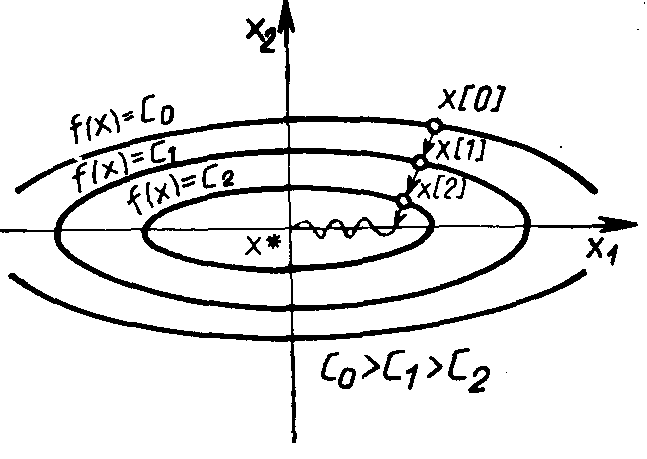 x₂
x[0]
f(x)=C₀
x[1]
f(x)=C₁
x[2]
f(x)=C₂
x*
x₁
C₀>C₁>C₂